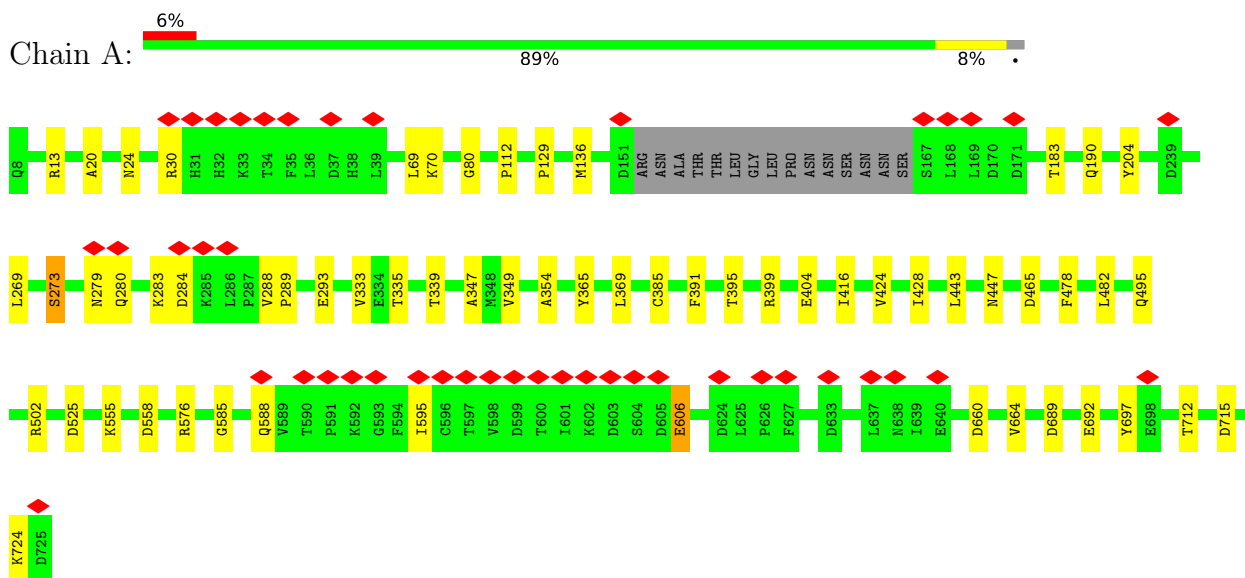 6%
Chain A:
89% 8% •
Q8 R13 A20 N24 R30 H31 H32 K33 T34 F35 L36 D37 H38 L39 L69 K70 G80 P112 P129 M136 D151 ARG ASN ALA THR THR LEU GLY LEU PRO ASN ASN SER ASN ASN SER S167 L168 L169 D170 D171 T183 Q190 Y204 D239
L269 S273 N279 Q280 K283 D284 K285 L286 P287 V288 P289 E293 V333 E334 T335 T339 A347 M348 V349 A354 Y365 L369 C385 F391 T395 R399 E404 I416 V424 I428 L443 N447 D465 F478 L482 Q495
R502 D525 K555 D558 R576 G585 Q588 V589 T590 P591 K592 G593 F594 I595 C596 T597 V598 D599 T600 I601 K602 D603 S604 D605 E606 D624 L625 P626 F627 D633 L637 N638 I639 E640 D660 V664 D689 E692 Y697 E698 T712 D715
K724 D725